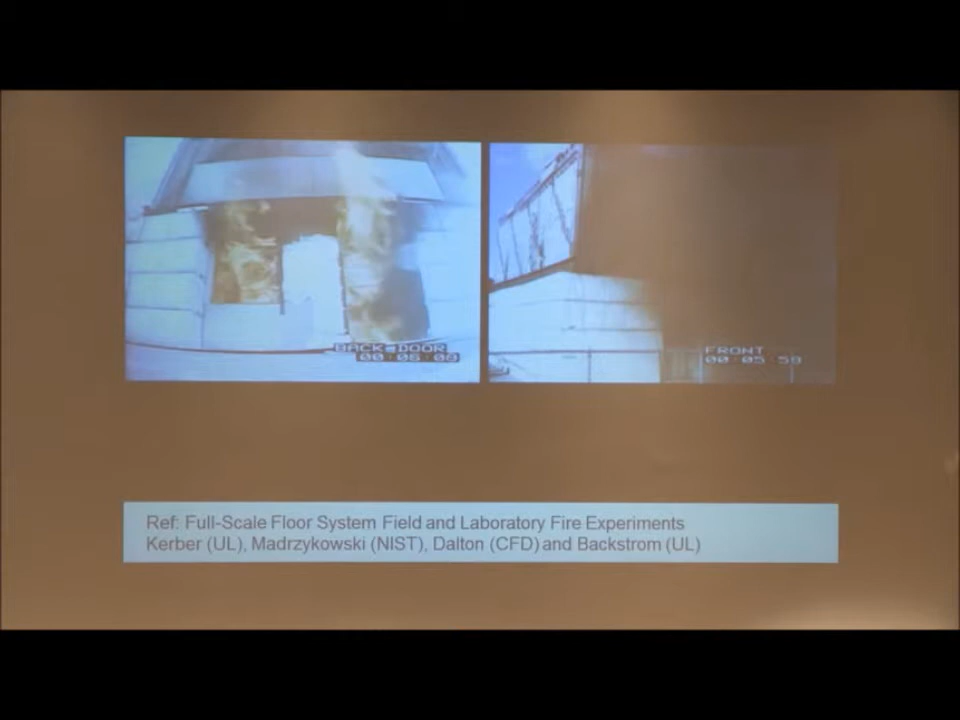 BACK DOOR
00:06:08
FRONT
00:05:59
Ref: Full-Scale Floor System Field and Laboratory Fire Experiments
Kerber (UL), Madrzykowski (NIST), Dalton (CFD) and Backstrom (UL)